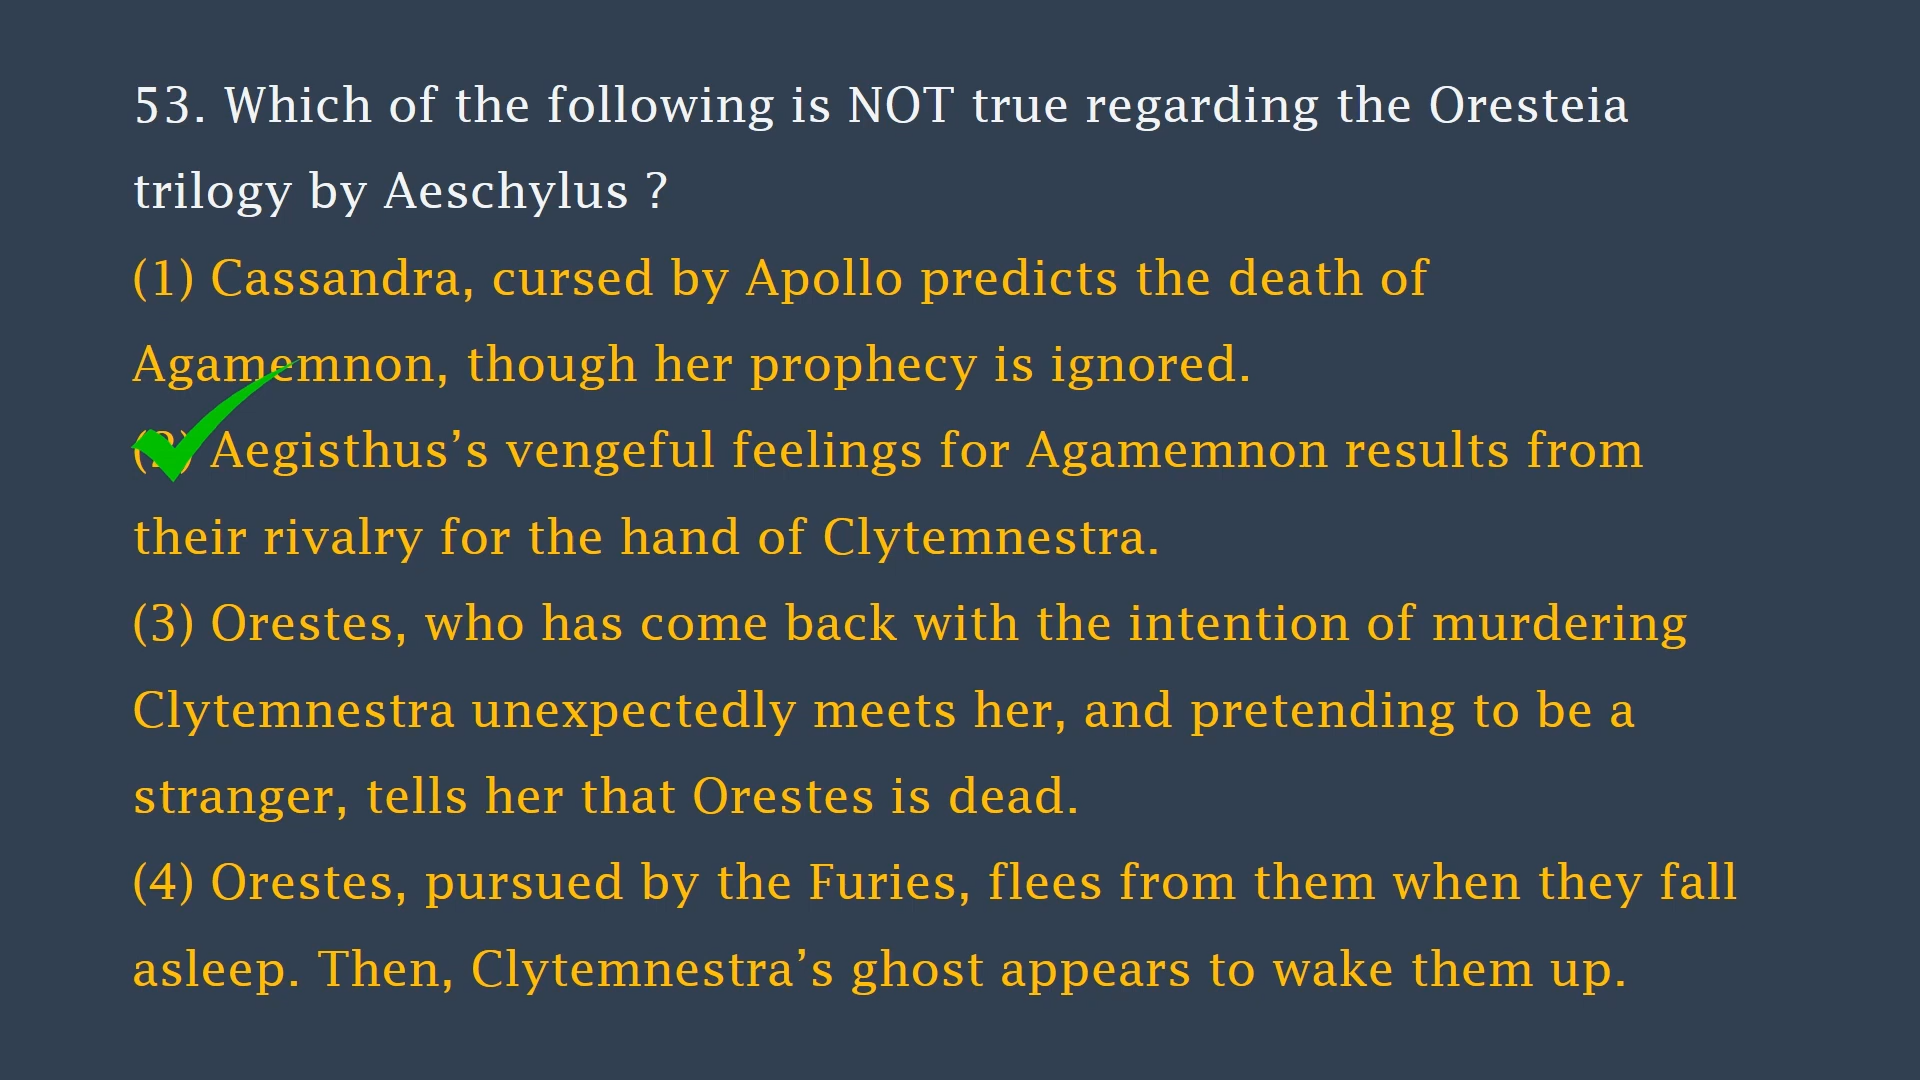 53. Which of the following is NOT true regarding the Oresteia
trilogy by Aeschylus ?
(1) Cassandra, cursed by Apollo predicts the death of
Agamemnon, though her prophecy is ignored.
(2) Aegisthus’s vengeful feelings for Agamemnon results from
their rivalry for the hand of Clytemnestra.
(3) Orestes, who has come back with the intention of murdering
Clytemnestra unexpectedly meets her, and pretending to be a
stranger, tells her that Orestes is dead.
(4) Orestes, pursued by the Furies, flees from them when they fall
asleep. Then, Clytemnestra’s ghost appears to wake them up.